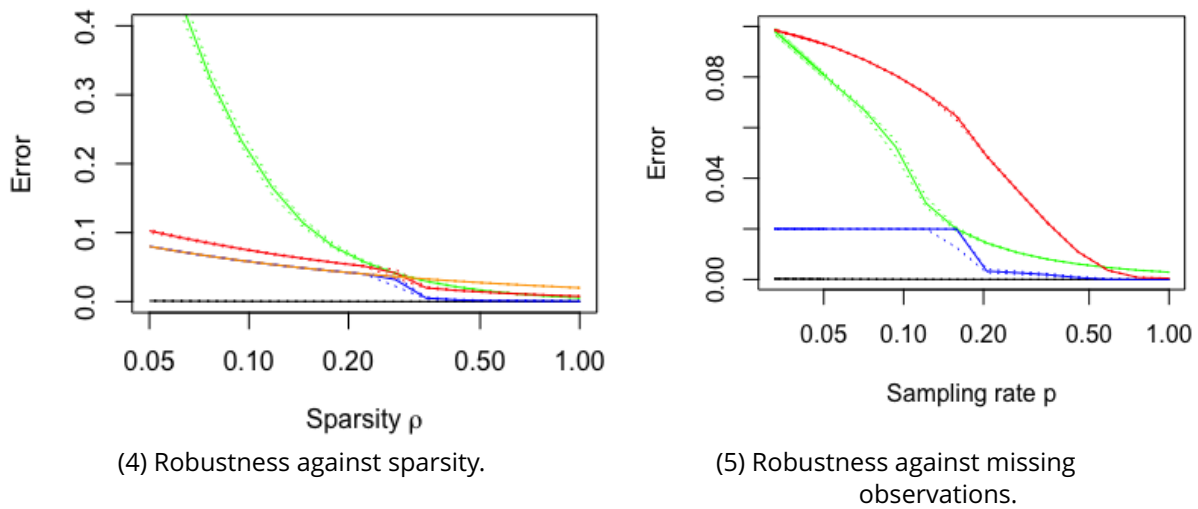 0.4
0.3
0.2
0.1
0.0
Error
0.05 0.10 0.20 0.50 1.00
Sparsity ρ
(4) Robustness against sparsity.
0.08
0.04
0.00
Error
0.05 0.10 0.20 0.50 1.00
Sampling rate p
(5) Robustness against missing
observations.